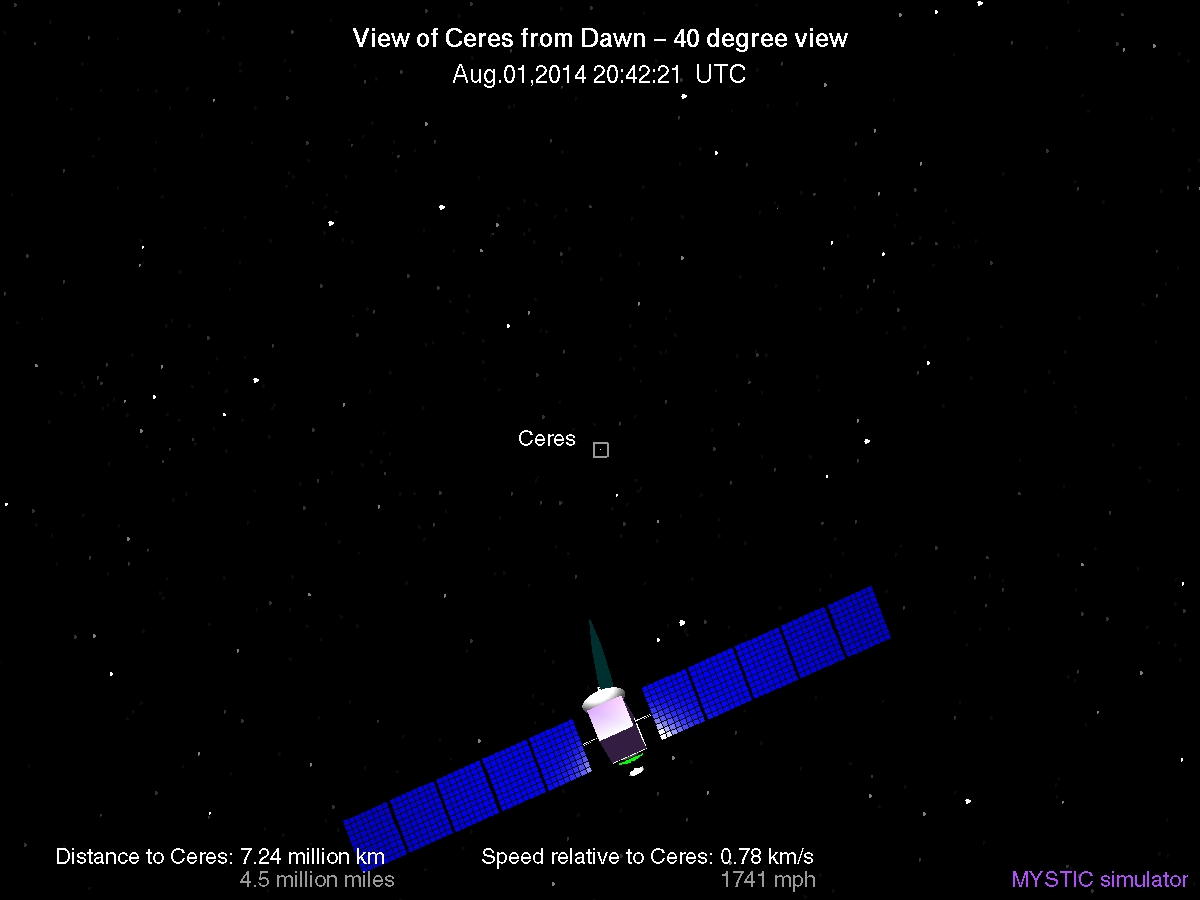 View of Ceres from Dawn – 40 degree view
Aug.01,2014 20:42:21 UTC
Ceres
Distance to Ceres: 7.24 million km
4.5 million miles
Speed relative to Ceres: 0.78 km/s
1741 mph
MYSTIC simulator